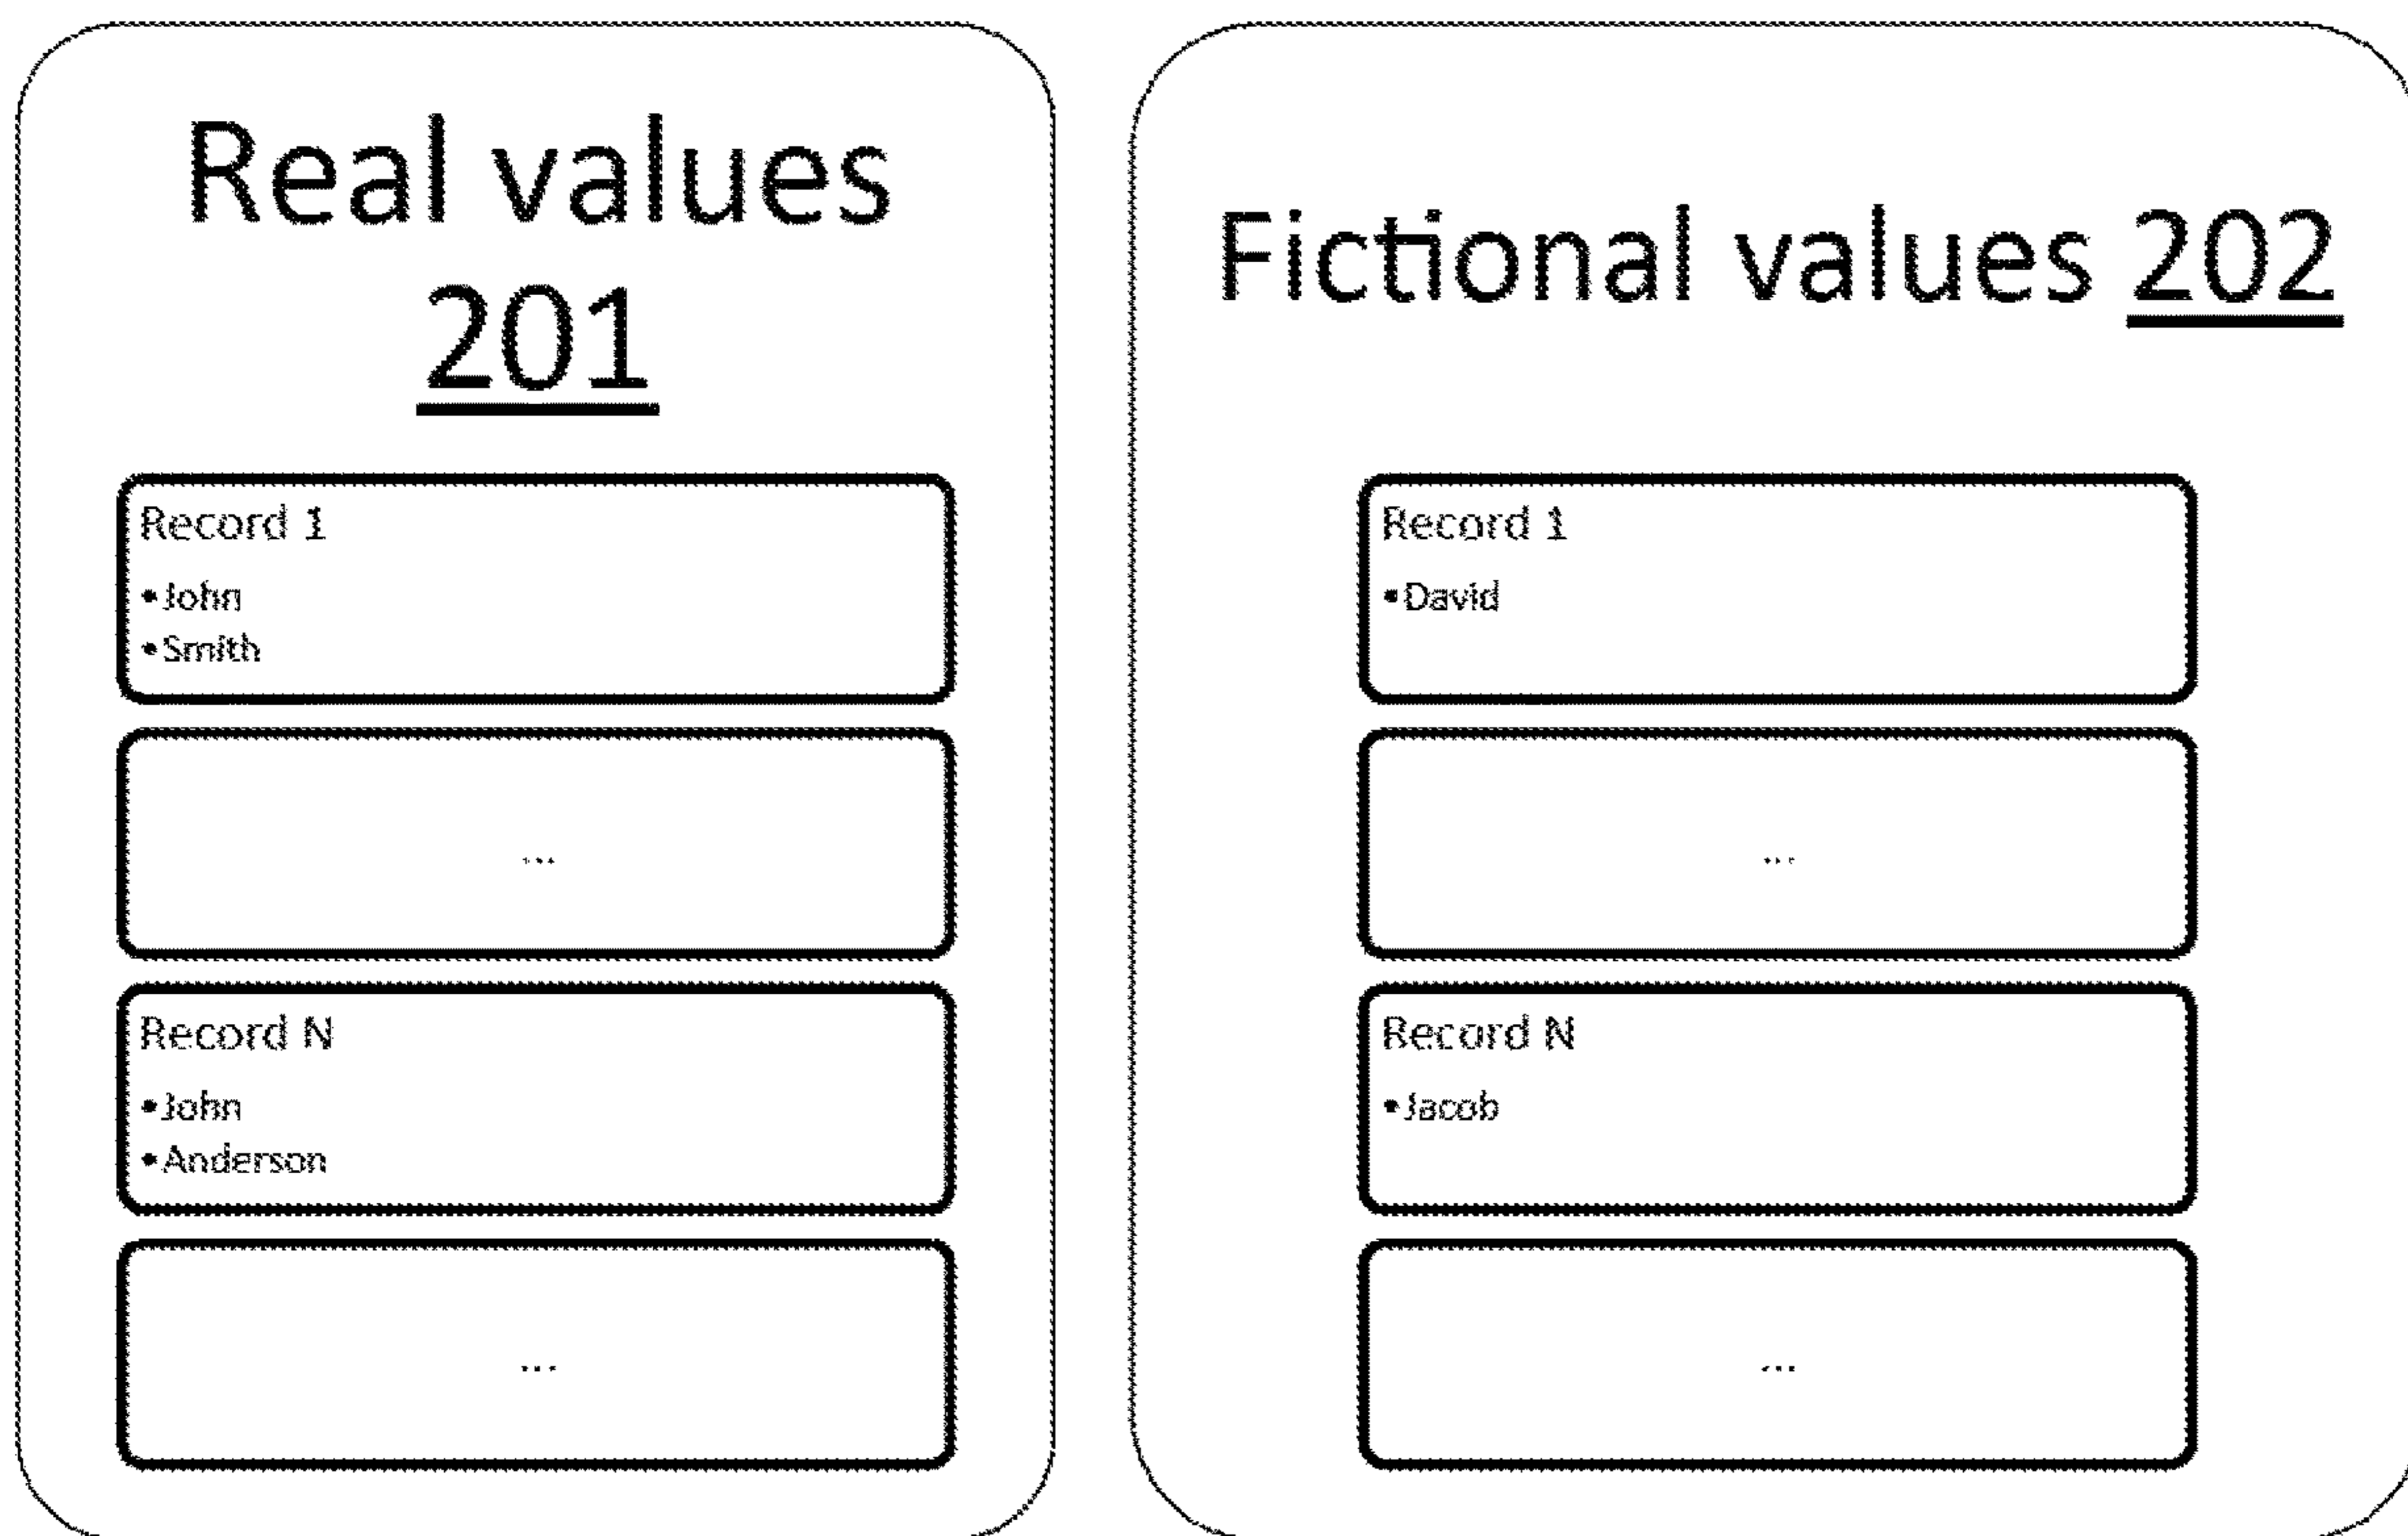 Real values
201
Record 1
•John
•Smith
...
Record N
•John
•Anderson
...
Fictional values 202
Record 1
•David
...
Record N
•Jacob
...